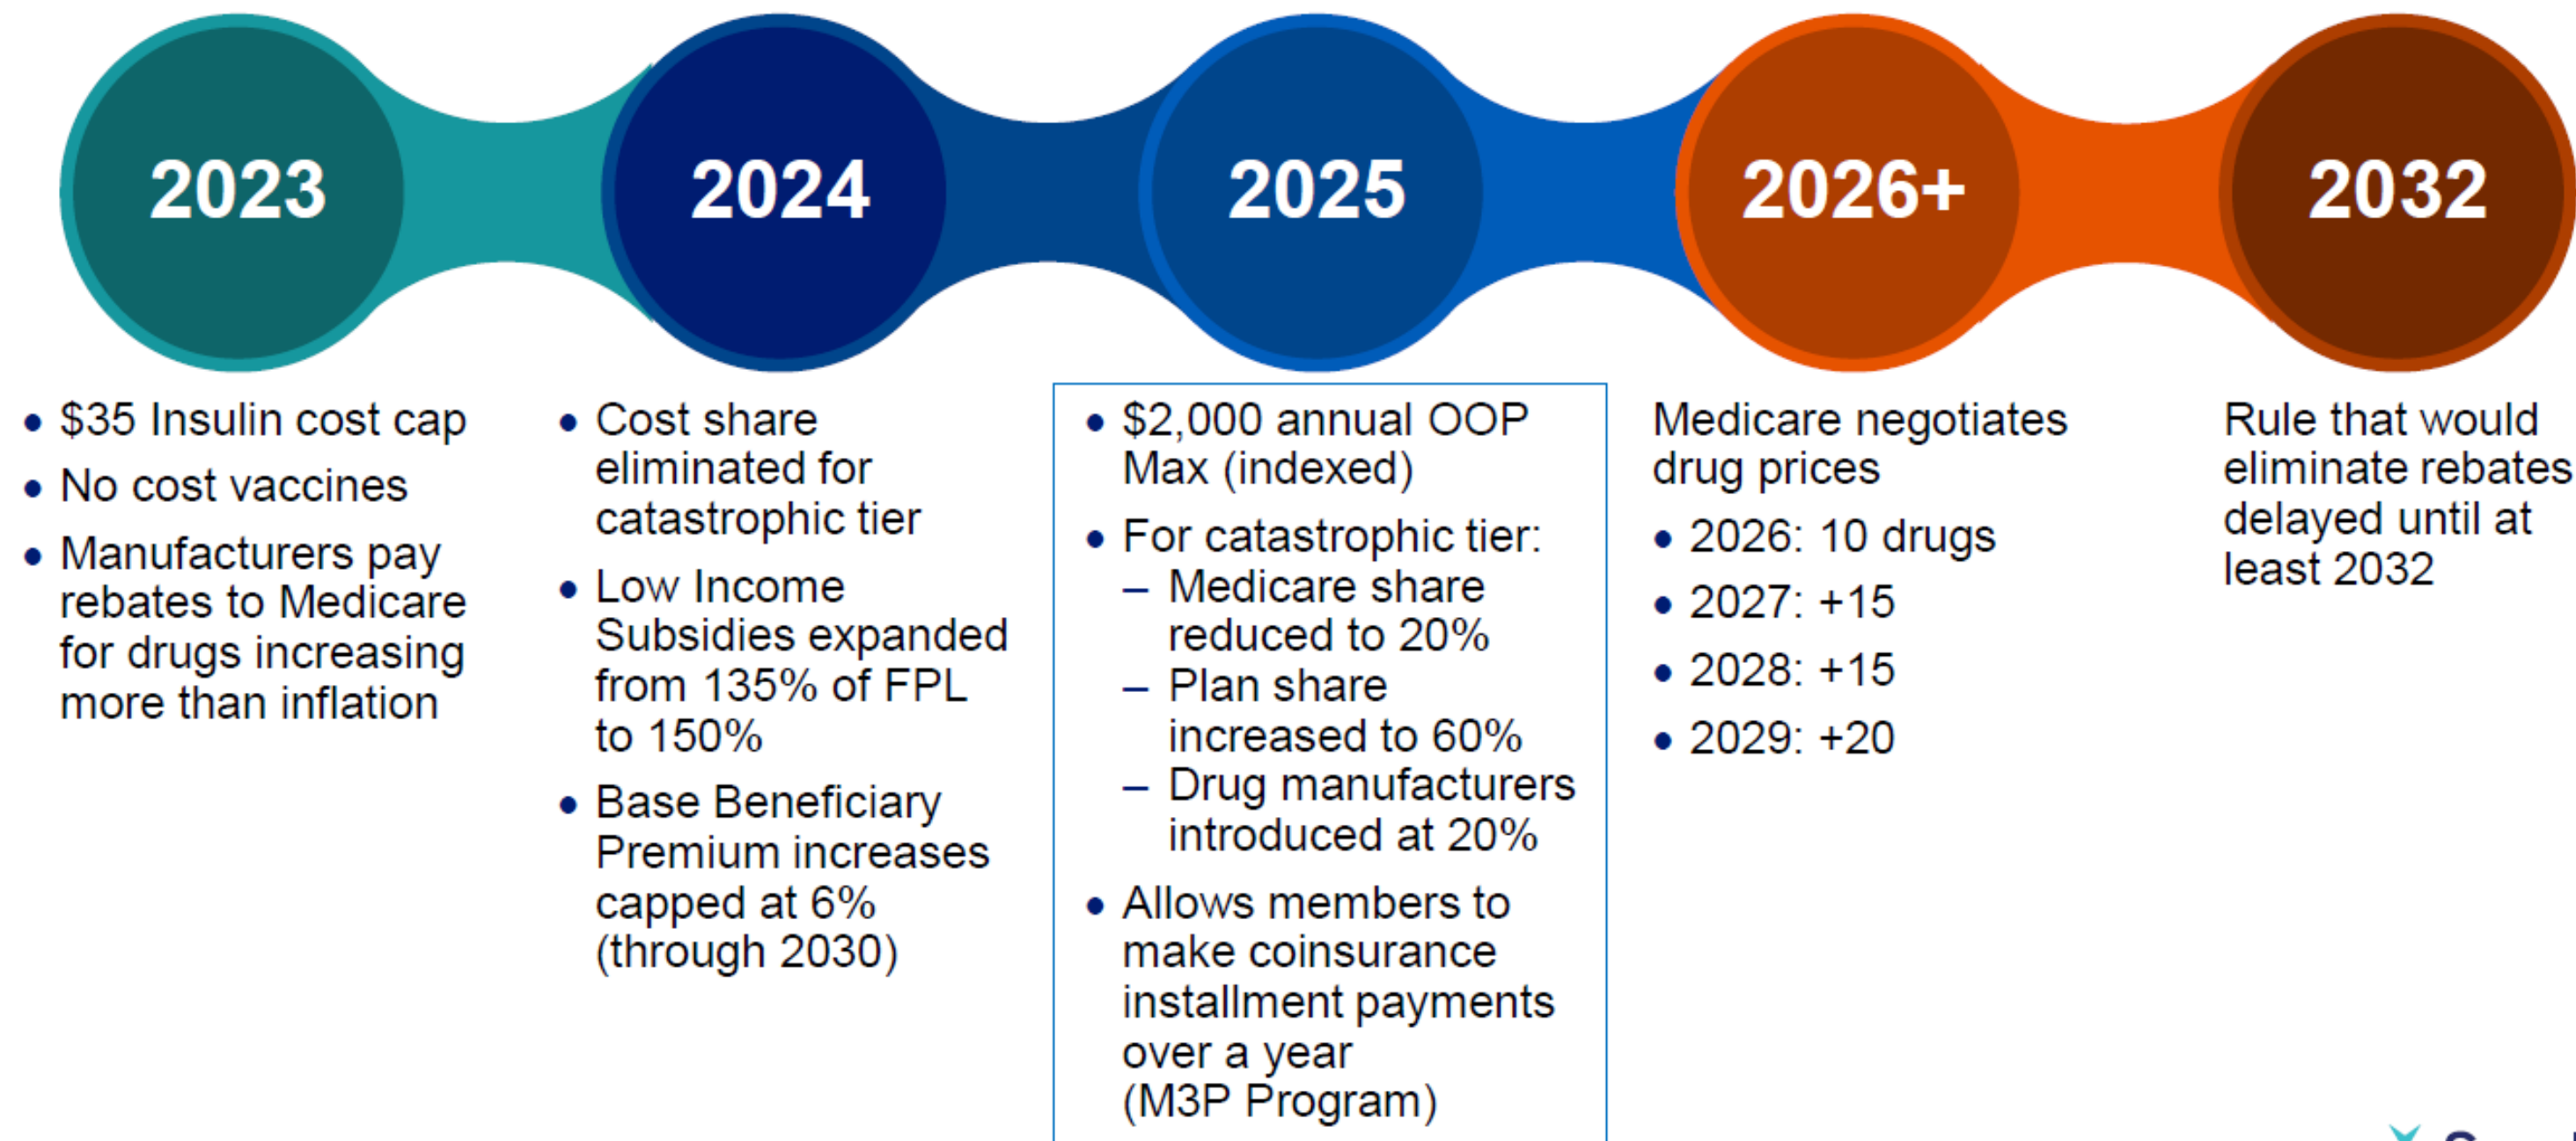 2023
2024
2025
2026+
2032
• $35 Insulin cost cap
• No cost vaccines
• Manufacturers pay
rebates to Medicare
for drugs increasing
more than inflation
• Cost share
eliminated for
catastrophic tier
• Low Income
Subsidies expanded
from 135% of FPL
to 150%
• Base Beneficiary
Premium increases
capped at 6%
(through 2030)
• $2,000 annual OOP
Max (indexed)
• For catastrophic tier:
– Medicare share
reduced to 20%
– Plan share
increased to 60%
– Drug manufacturers
introduced at 20%
• Allows members to
make coinsurance
installment payments
over a year
(M3P Program)
Medicare negotiates
drug prices
• 2026: 10 drugs
• 2027: +15
• 2028: +15
• 2029: +20
Rule that would
eliminate rebates
delayed until at
least 2032